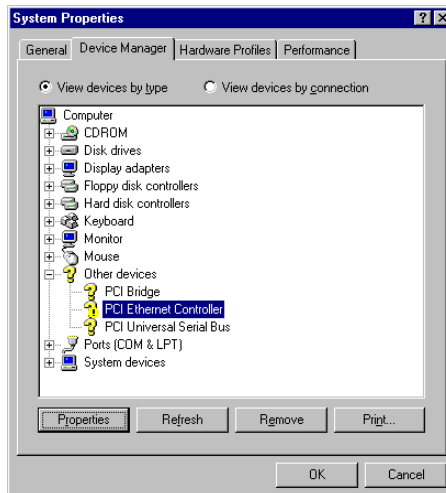 System Properties
General Device Manager Hardware Profiles Performance
View devices by type View devices by connection
Computer
CDROM
Disk drives
Display adapters
Floppy disk controllers
Hard disk controllers
Keyboard
Monitor
Mouse
Other devices
PCI Bridge
PCI Ethernet Controller
PCI Universal Serial Bus
Ports (COM & LPT)
System devices
Properties Refresh Remove Print...
OK Cancel